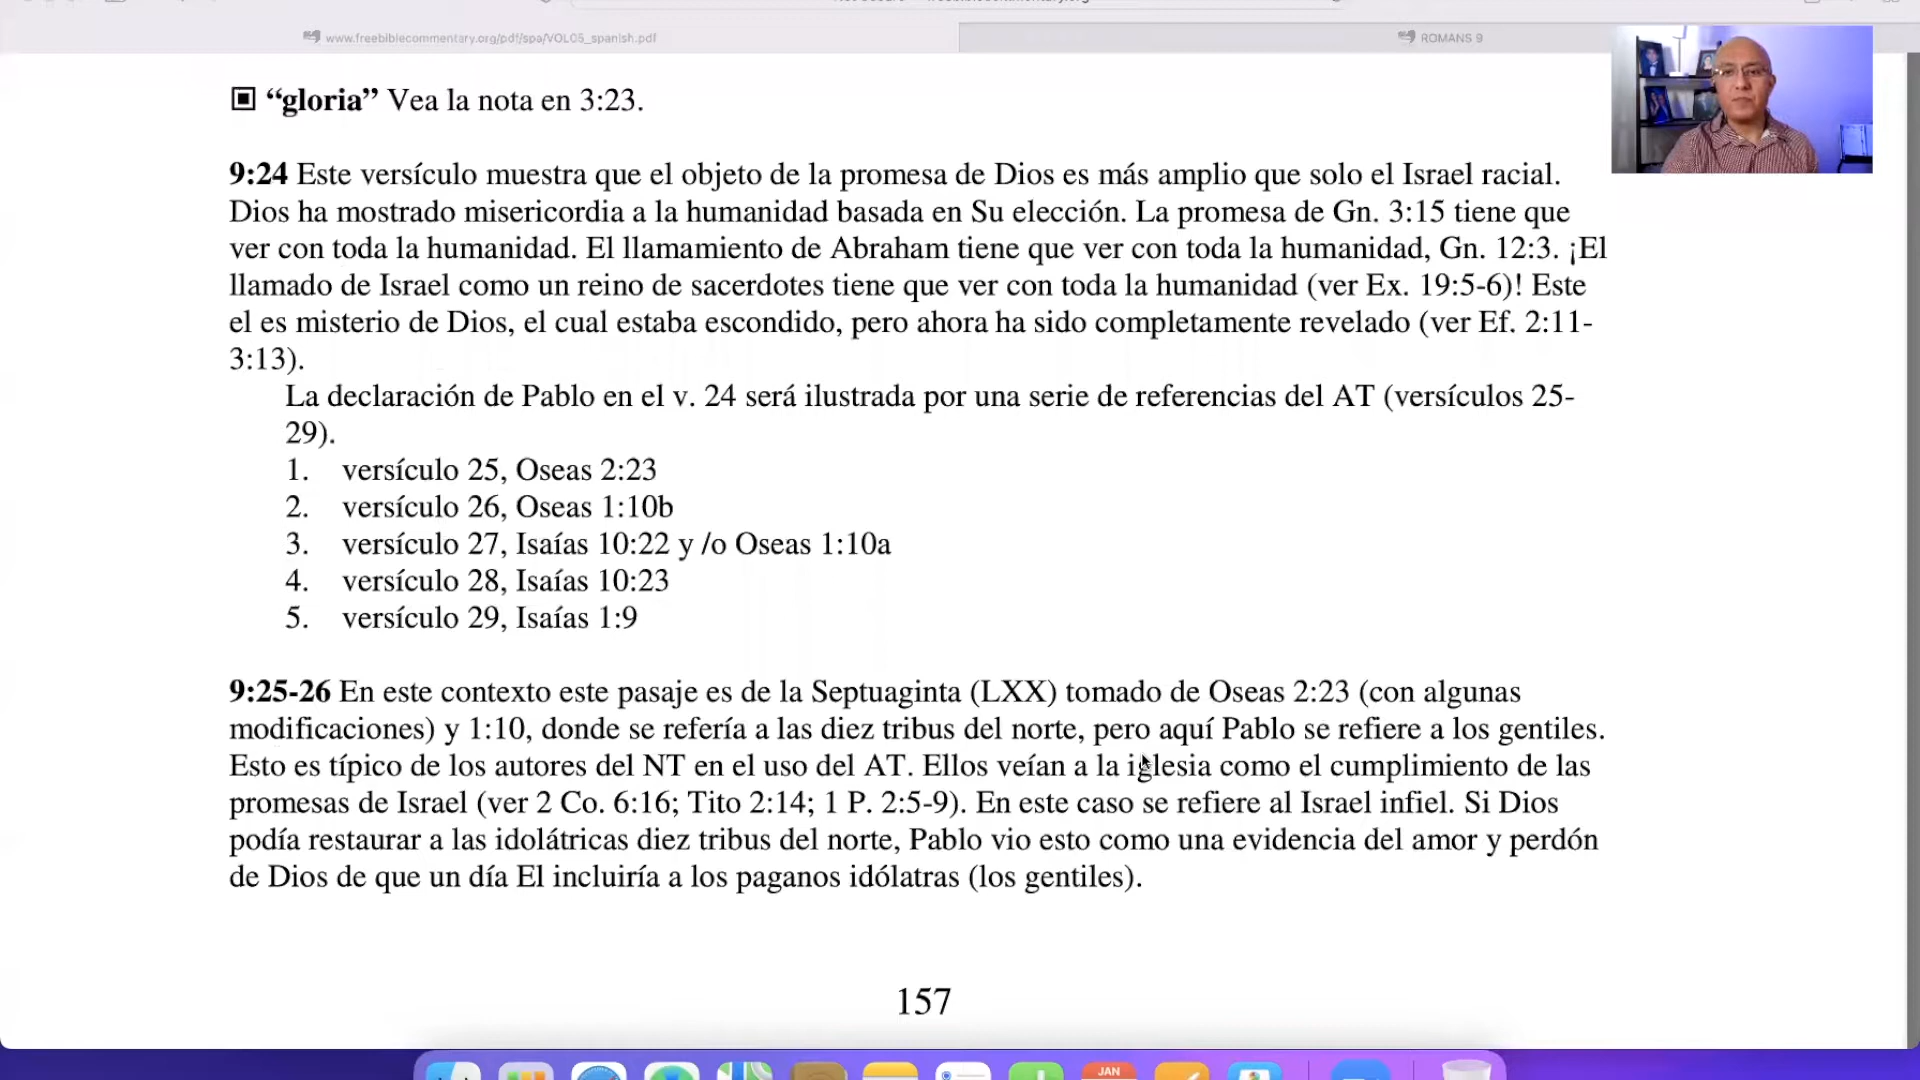 www.freebiblecommentary.org/pdf/spa/VOL05_spanish.pdf
ROMANS 9
“gloria” Vea la nota en 3:23.
9:24 Este versículo muestra que el objeto de la promesa de Dios es más amplio que solo el Israel racial.
Dios ha mostrado misericordia a la humanidad basada en Su elección. La promesa de Gn. 3:15 tiene que
ver con toda la humanidad. El llamamiento de Abraham tiene que ver con toda la humanidad, Gn. 12:3. ¡El
llamado de Israel como un reino de sacerdotes tiene que ver con toda la humanidad (ver Ex. 19:5-6)! Este
el es misterio de Dios, el cual estaba escondido, pero ahora ha sido completamente revelado (ver Ef. 2:11-
3:13).
La declaración de Pablo en el v. 24 será ilustrada por una serie de referencias del AT (versículos 25-
29).
1. versículo 25, Oseas 2:23
2. versículo 26, Oseas 1:10b
3. versículo 27, Isaías 10:22 y /o Oseas 1:10a
4. versículo 28, Isaías 10:23
5. versículo 29, Isaías 1:9
9:25-26 En este contexto este pasaje es de la Septuaginta (LXX) tomado de Oseas 2:23 (con algunas
modificaciones) y 1:10, donde se refería a las diez tribus del norte, pero aquí Pablo se refiere a los gentiles.
Esto es típico de los autores del NT en el uso del AT. Ellos veían a la iglesia como el cumplimiento de las
promesas de Israel (ver 2 Co. 6:16; Tito 2:14; 1 P. 2:5-9). En este caso se refiere al Israel infiel. Si Dios
podía restaurar a las idolátricas diez tribus del norte, Pablo vio esto como una evidencia del amor y perdón
de Dios de que un día El incluiría a los paganos idólatras (los gentiles).
157
JAN